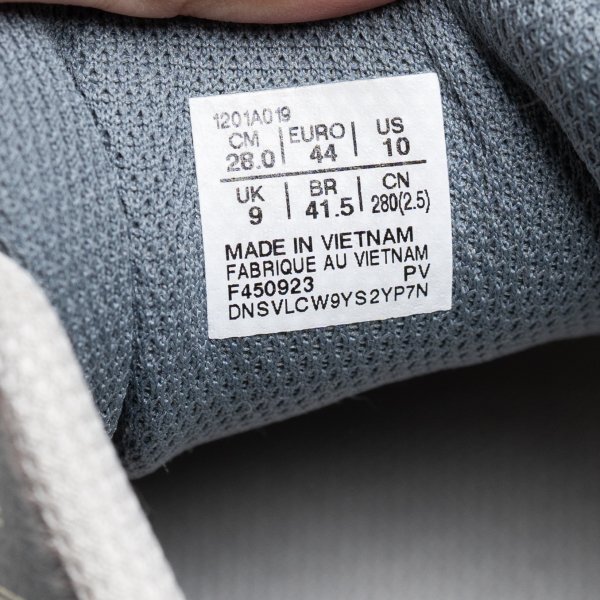 1201A019
CM EURO US
28.0 44 10
UK BR CN
9 41.5 280(2.5)
MADE IN VIETNAM
FABRIQUE AU VIETNAM
F450923 PV
DNSVLCW9YS2YP7N